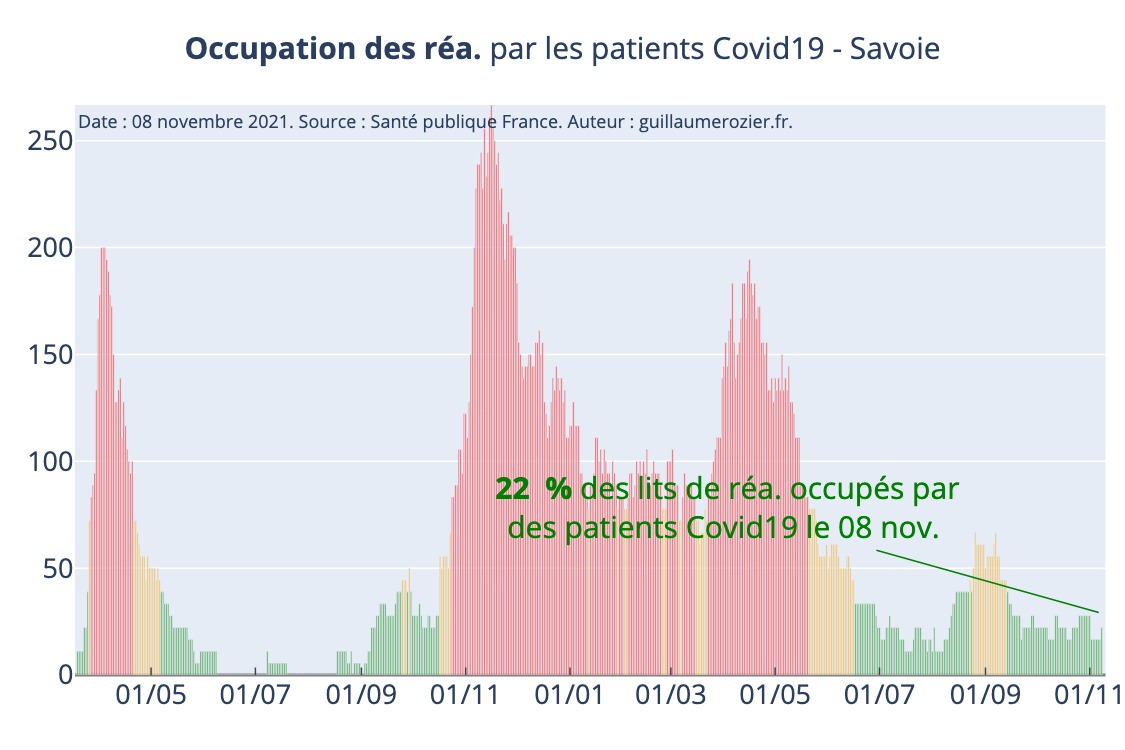 Occupation des réa. par les patients Covid19 - Savoie
Date : 08 novembre 2021. Source : Santé publique France. Auteur : guillaumerozier.fr.
250
200
150
100
50
0
22 % des lits de réa. occupés par
des patients Covid19 le 08 nov.
01/05 01/07 01/09 01/11 01/01 01/03 01/05 01/07 01/09 01/11